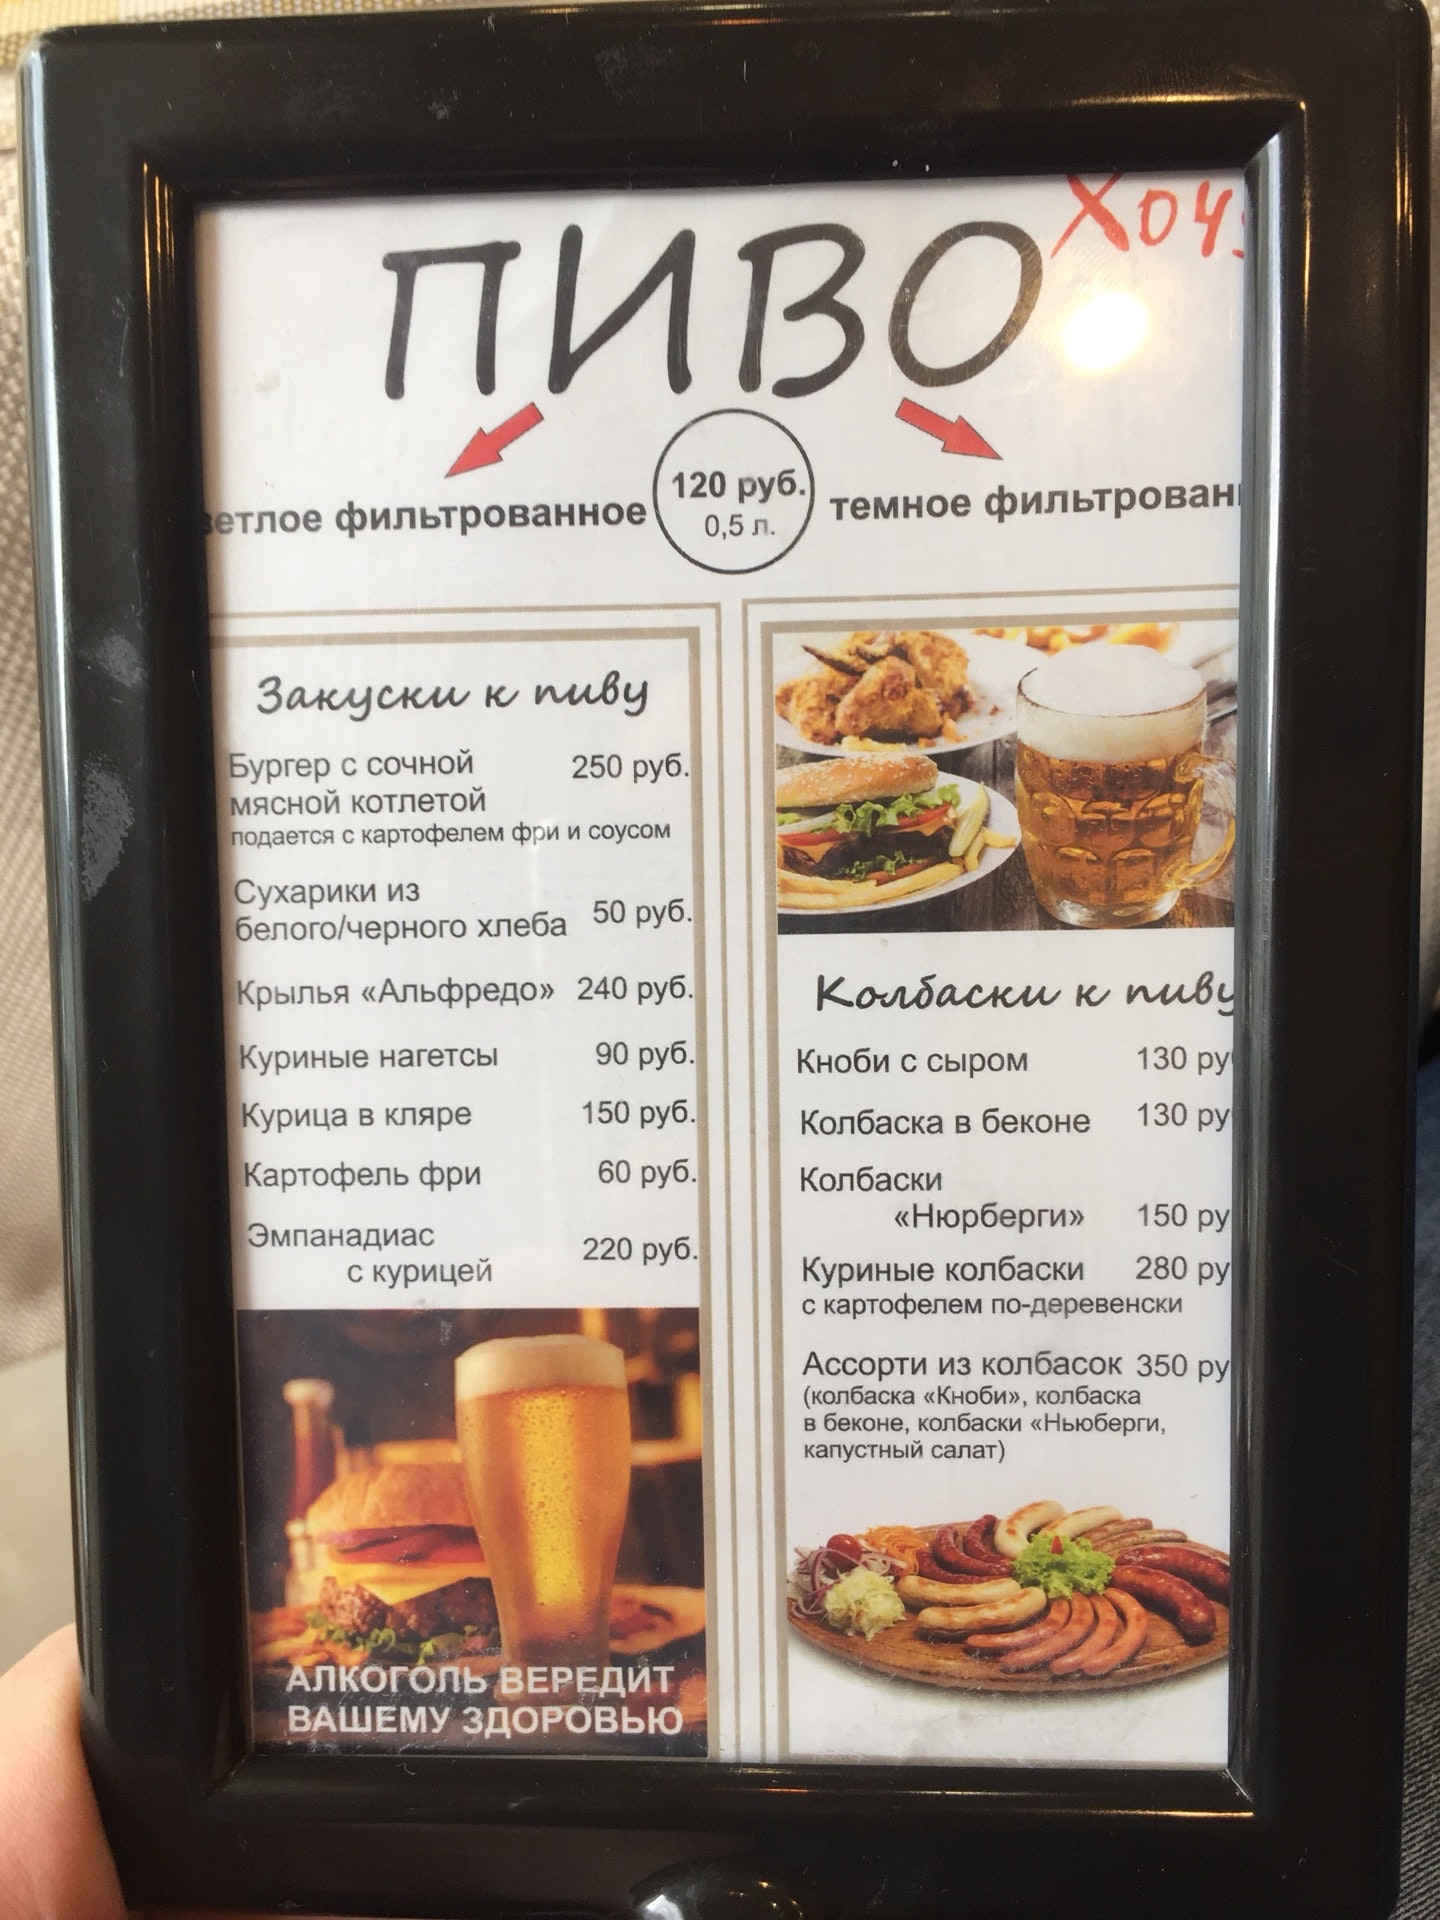 ПИВО
светлое фильтрованное
120 руб.
0,5 л.
темное фильтрован
Закуски к пиву
Бургер с сочной 250 руб.
мясной котлетой
подается с картофелем фри и соусом
Сухарики из
белого/черного хлеба 50 руб.
Крылья «Альфредо» 240 руб.
Куриные нагетсы 90 руб.
Курица в кляре 150 руб.
Картофель фри 60 руб.
Эмпанадиас
с курицей 220 руб.
АЛКОГОЛЬ ВЕРЕДИТ
ВАШЕМУ ЗДОРОВЬЮ
Колбаски к пиву
Кноби с сыром 130 ру
Колбаска в беконе 130 ру
Колбаски
«Нюрберги» 150 ру
Куриные колбаски 280 ру
с картофелем по-деревенски
Ассорти из колбасок 350 ру
(колбаска «Кноби», колбаска
в беконе, колбаски «Ньюберги,
капустный салат)